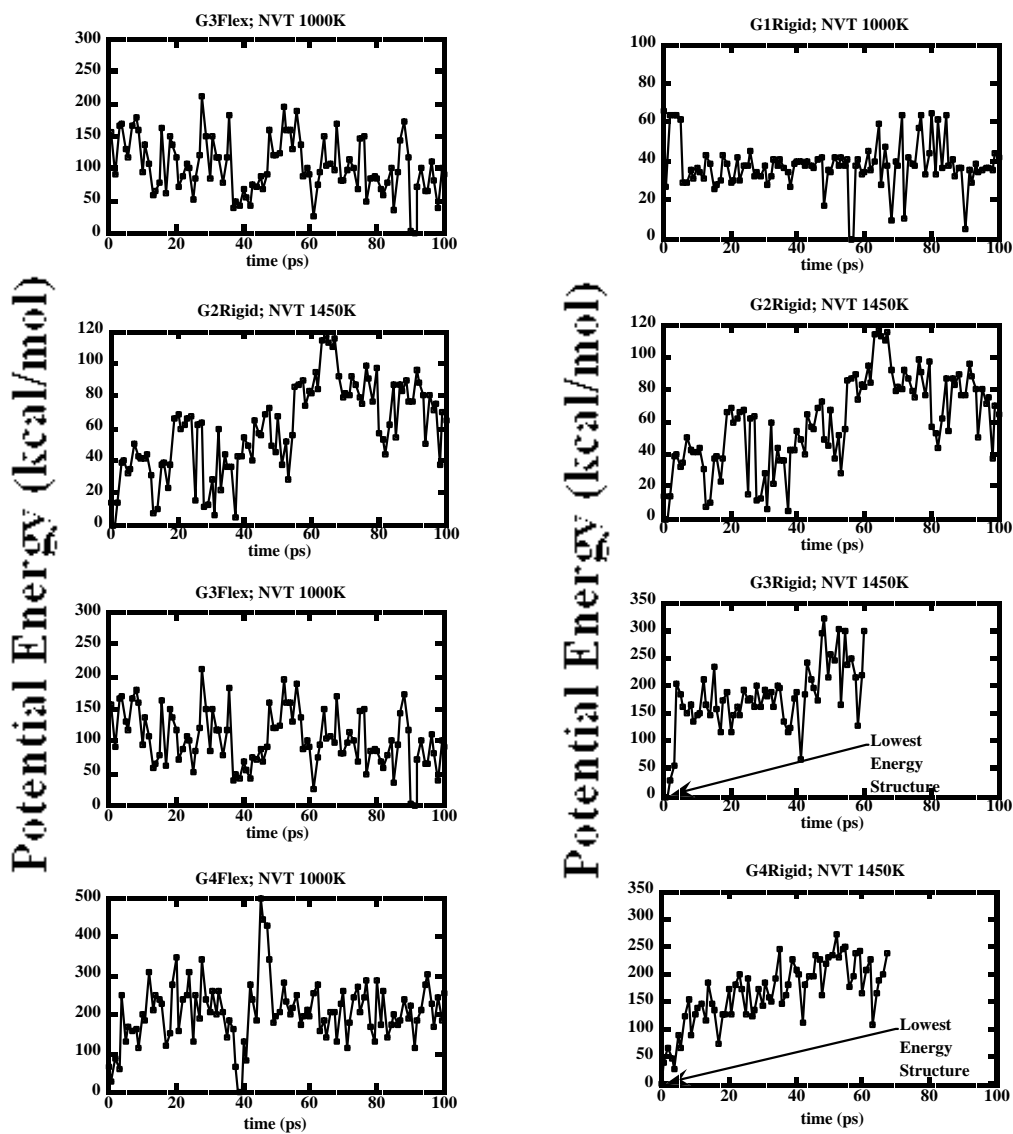 Potential Energy (kcal/mol)
G3Flex; NVT 1000K
300
250
200
150
100
50
0
0 20 40 60 80 100
time (ps)
G2Rigid; NVT 1450K
120
100
80
60
40
20
0
0 20 40 60 80 100
time (ps)
G3Flex; NVT 1000K
300
250
200
150
100
50
0
0 20 40 60 80 100
time (ps)
G4Flex; NVT 1000K
500
400
300
200
100
0
0 20 40 60 80 100
time (ps)
Potential Energy (kcal/mol)
G1Rigid; NVT 1000K
100
80
60
40
20
0
0 20 40 60 80 100
time (ps)
G2Rigid; NVT 1450K
120
100
80
60
40
20
0
0 20 40 60 80 100
time (ps)
G3Rigid; NVT 1450K
350
300
250
200
150
100
50
0
Lowest
Energy
Structure
0 20 40 60 80 100
time (ps)
G4Rigid; NVT 1450K
350
300
250
200
150
100
50
0
Lowest
Energy
Structure
0 20 40 60 80 100
time (ps)